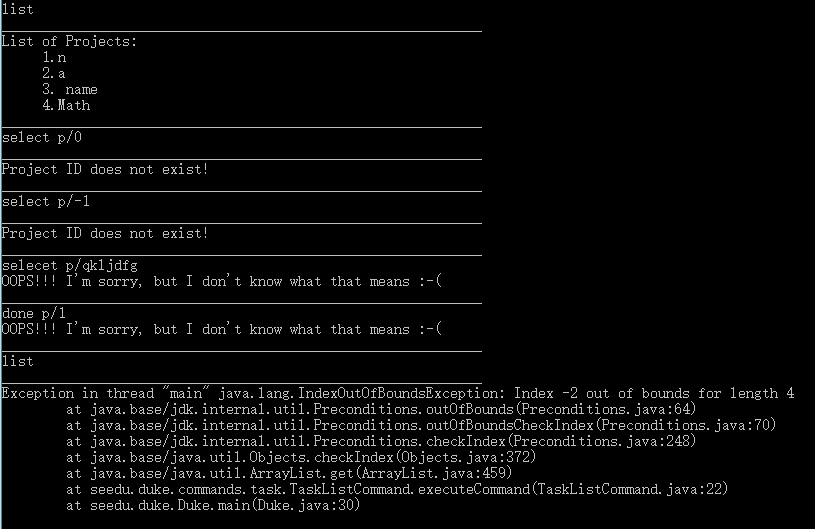 list
List of Projects:
1.n
2.a
3. name
4.Math
select p/0
Project ID does not exist!
select p/-1
Project ID does not exist!
selecet p/qkljdfg
OOPS!!! I'm sorry, but I don't know what that means :-(
done p/1
OOPS!!! I'm sorry, but I don't know what that means :-(
list
Exception in thread "main" java.lang.IndexOutOfBoundsException: Index -2 out of bounds for length 4
at java.base/jdk.internal.util.Preconditions.outOfBounds(Preconditions.java:64)
at java.base/jdk.internal.util.Preconditions.outOfBoundsCheckIndex(Preconditions.java:70)
at java.base/jdk.internal.util.Preconditions.checkIndex(Preconditions.java:248)
at java.base/java.util.Objects.checkIndex(Objects.java:372)
at java.base/java.util.ArrayList.get(ArrayList.java:459)
at seedu.duke.commands.task.TaskListCommand.executeCommand(TaskListCommand.java:22)
at seedu.duke.Duke.main(Duke.java:30)